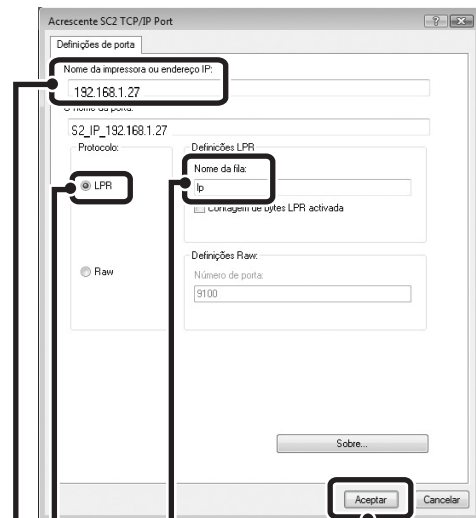 Acrescente SC2 TCP/IP Port
Definições de porta
Nome da impressora ou endereço IP:
192.168.1.27
O nome da porta:
S2_IP_192.168.1.27
Protocolo:
Definições LPR
LPR
Nome da fila:
lp
Contagem de bytes LPR activada
Raw
Definições Raw:
Número de porta:
9100
Sobre...
Aceptar
Cancelar